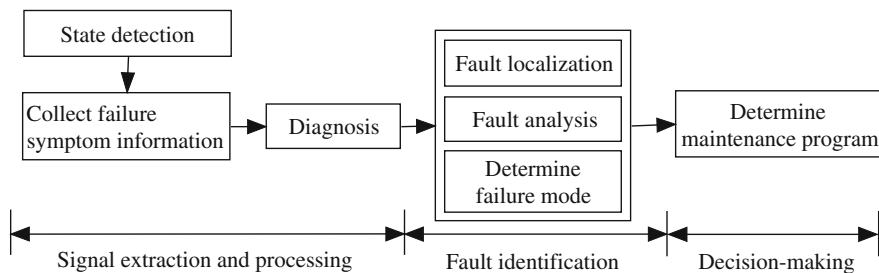 State detection
Collect failure
symptom information
Diagnosis
Fault localization
Fault analysis
Determine
failure mode
Determine
maintenance program
Signal extraction and processing
Fault identification
Decision-making